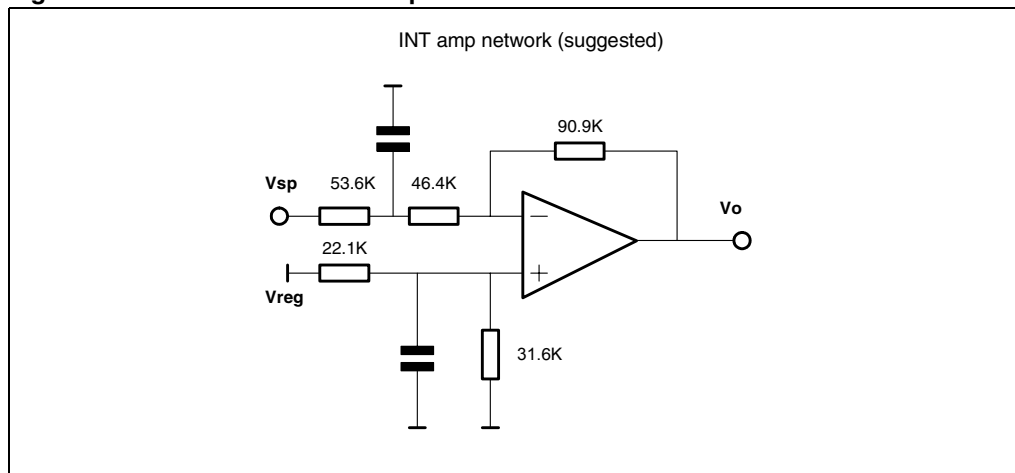 INT amp network (suggested)
90.9K
Vsp
53.6K
46.4K
Vo
22.1K
Vreg
31.6K